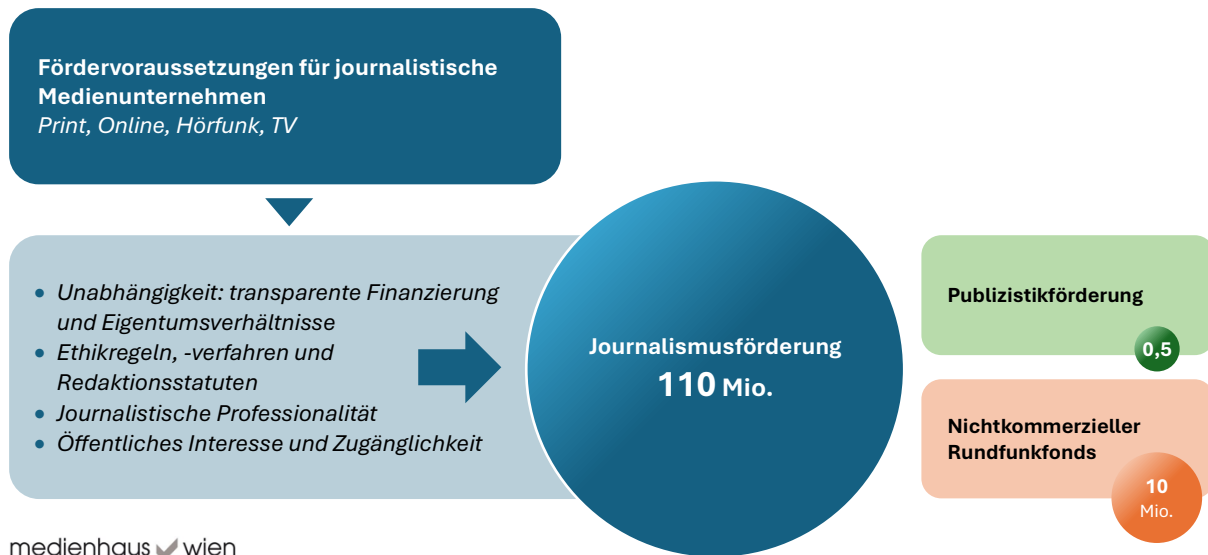 Fördervoraussetzungen für journalistische
Medienunternehmen
Print, Online, Hörfunk, TV
• Unabhängigkeit: transparente Finanzierung
und Eigentumsverhältnisse
• Ethikregeln, -verfahren und
Redaktionsstatuten
• Journalistische Professionalität
• Öffentliches Interesse und Zugänglichkeit
Journalismusförderung
110 Mio.
Publizistikförderung
0,5
Nichtkommerzieller
Rundfunkfonds
10
Mio.
medienhaus wien